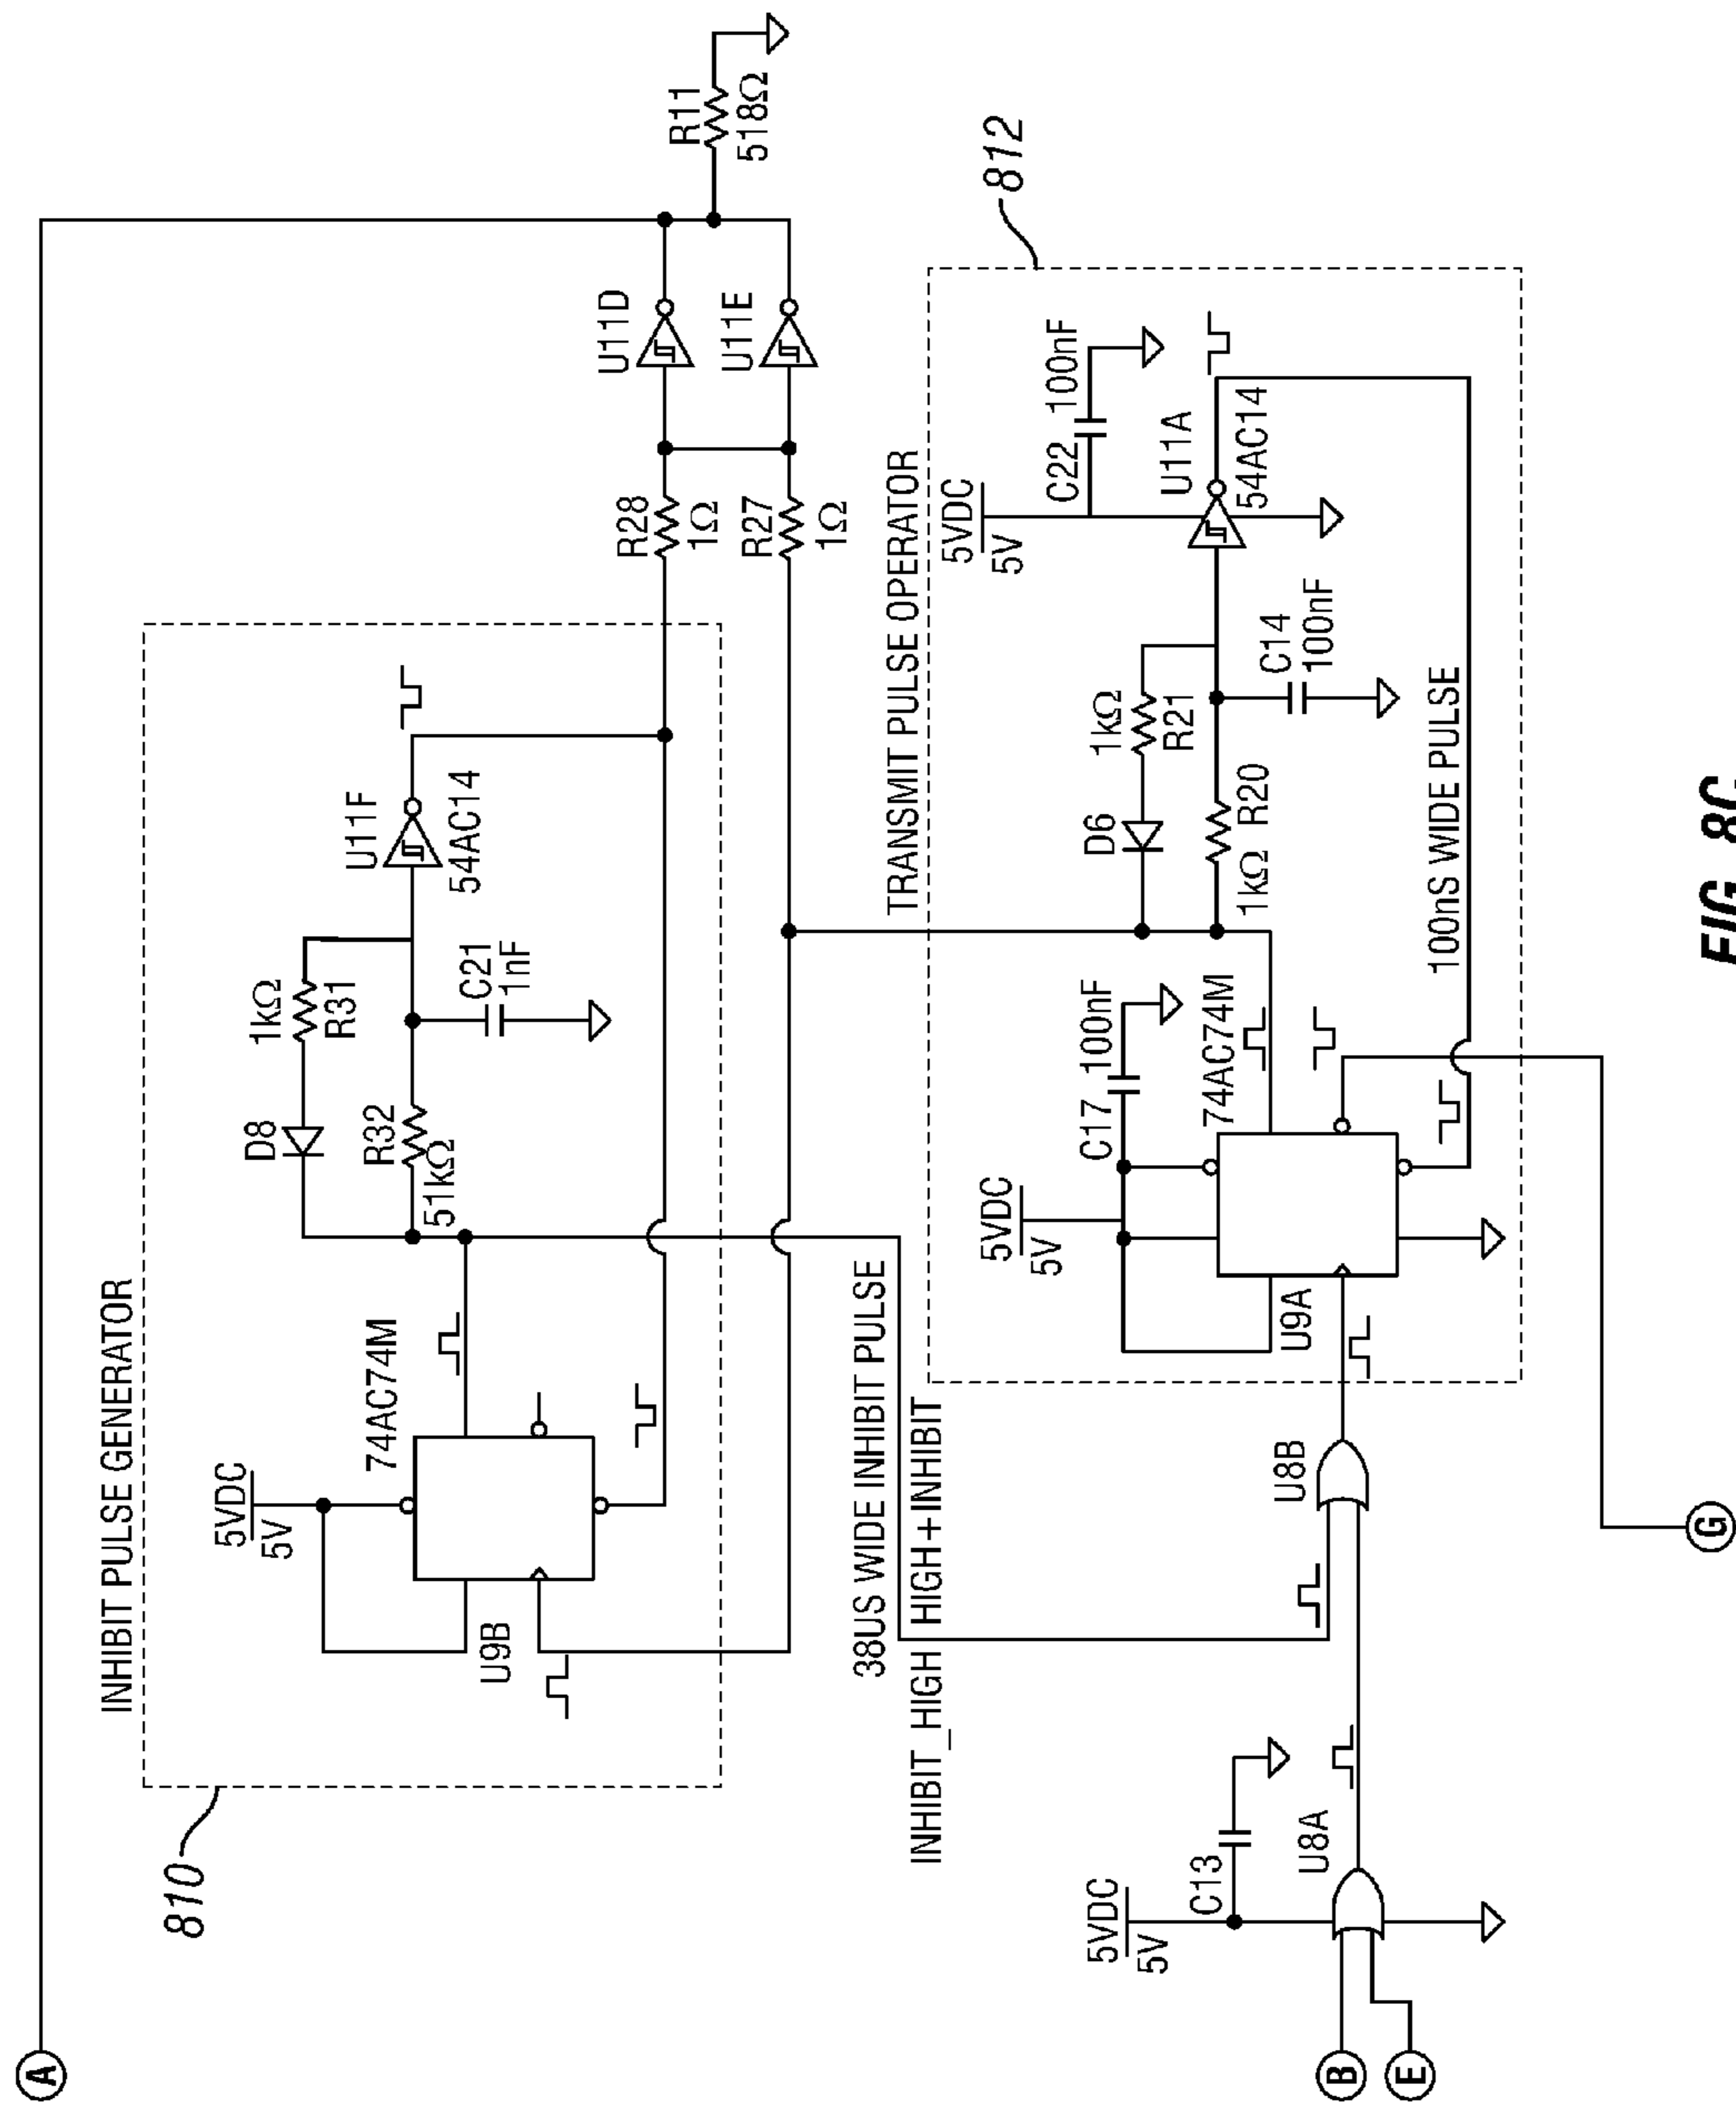 A
INHIBIT PULSE GENERATOR
810
5VDC
5V
74AC74M
U9B
D8
1kΩ
R31
R32
51kΩ
C21
1nF
U11F
54AC14
R28
1Ω
R27
1Ω
U11D
U11E
R11
518Ω
38US WIDE INHIBIT PULSE
INHIBIT_HIGH HIGH+INHIBIT
TRANSMIT PULSE OPERATOR
812
5VDC
5V
C17 100nF
74AC74M
U9A
D6
1kΩ
R21
1kΩ R20
C14
100nF
5VDC
5V
C22 100nF
U11A
54AC14
100nS WIDE PULSE
5VDC
5V
C13
U8A
U8B
B
E
G
FIG. 8C